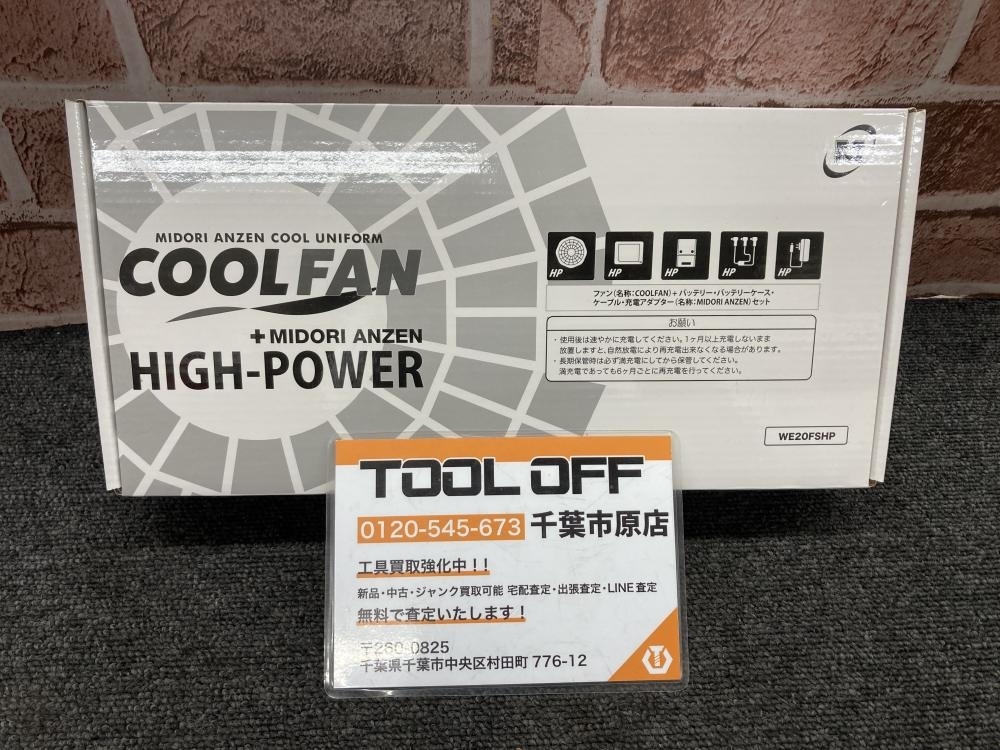 MIDORI ANZEN COOL UNIFORM
COOLFAN
+MIDORI ANZEN
HIGH-POWER
HP HP HP HP HP
ファン(名称:COOLFAN)+バッテリー・バッテリーケース・
ケーブル・充電アダプター(名称:MIDORI ANZEN)セット
お願い
・使用後は速やかに充電してください。1ヶ月以上充電しないまま
放置しますと、自然放電により再充電出来なくなる場合があります。
・長期保管時は必ず満充電にしてから保管してください。
満充電であっても6ヶ月ごとに再充電を行ってください。
WE20FSHP
TOOL OFF
0120-545-673 千葉市原店
工具買取強化中!!
新品・中古・ジャンク買取可能 宅配査定・出張査定・LINE査定
無料で査定いたします!
〒260-0825
千葉県千葉市中央区村田町776-12